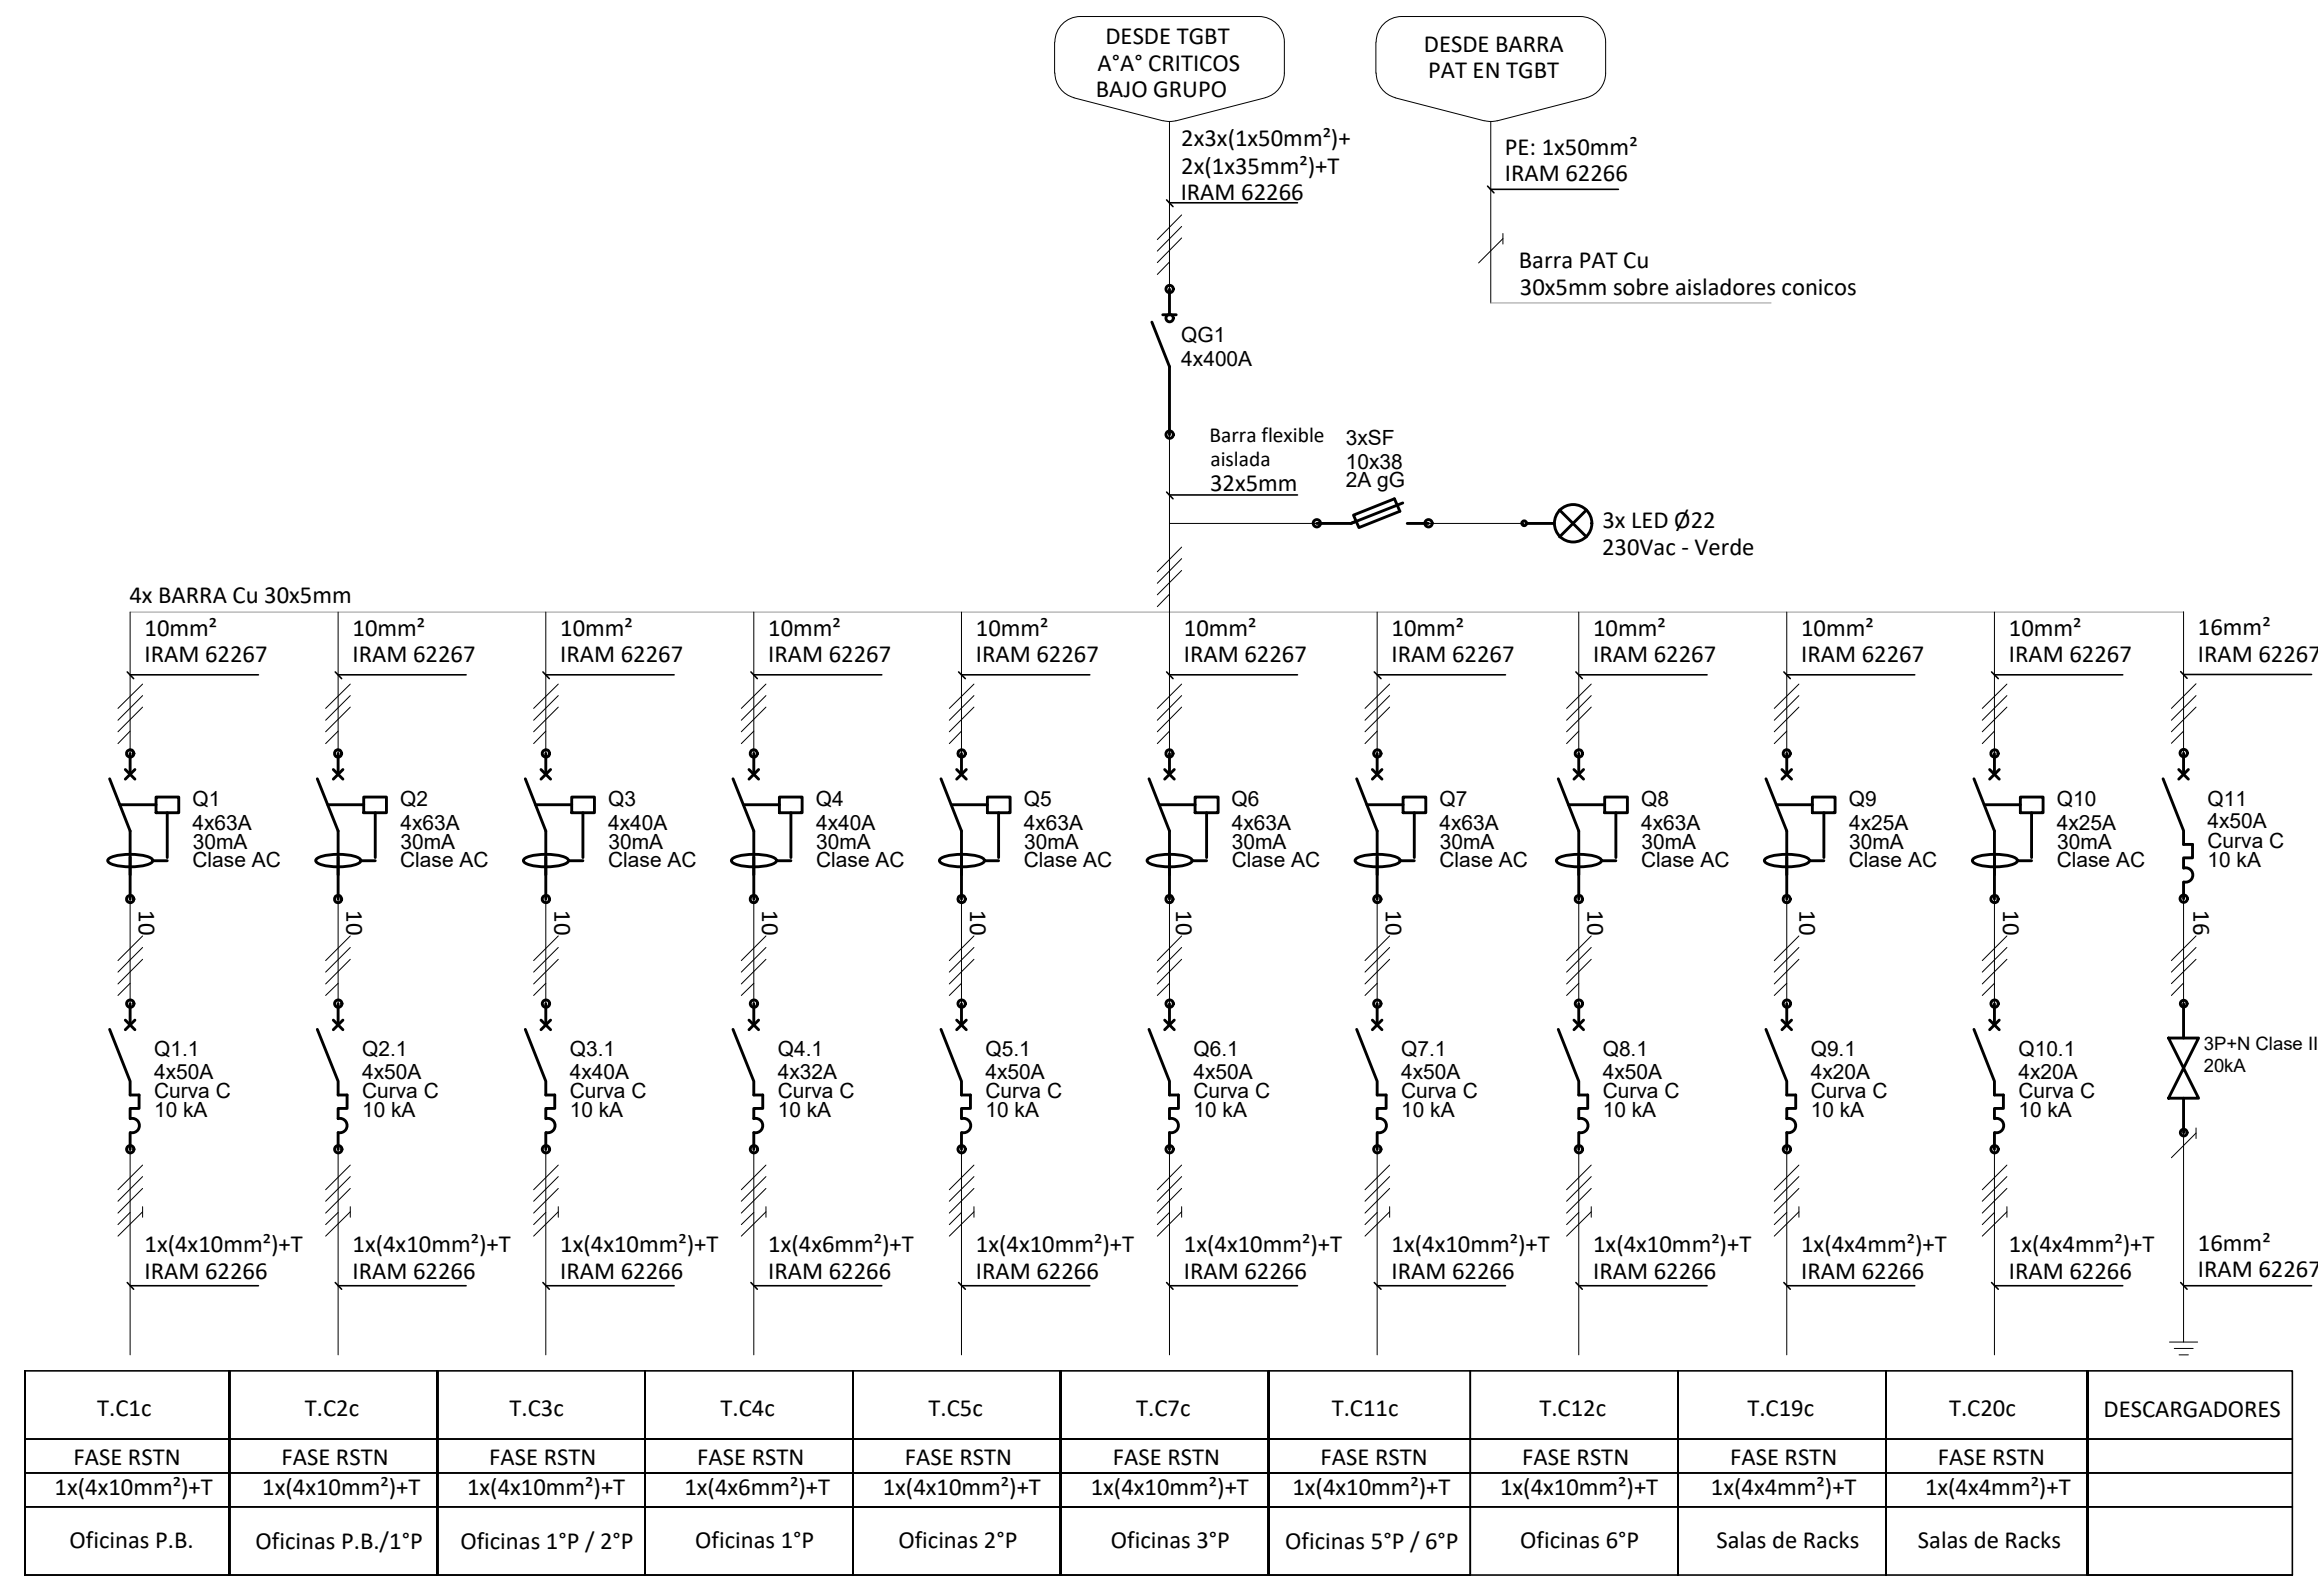 DESDE TGBT
A°A° CRITICOS
BAJO GRUPO
DESDE BARRA
PAT EN TGBT
2x3x(1x50mm²)+
2x(1x35mm²)+T
IRAM 62266
PE: 1x50mm²
IRAM 62266
Barra PAT Cu
30x5mm sobre aisladores conicos
QG1
4x400A
Barra flexible
aislada
32x5mm
3xSF
10x38
2A gG
3x LED Ø22
230Vac - Verde
4x BARRA Cu 30x5mm
10mm²
IRAM 62267
10mm²
IRAM 62267
10mm²
IRAM 62267
10mm²
IRAM 62267
10mm²
IRAM 62267
10mm²
IRAM 62267
10mm²
IRAM 62267
10mm²
IRAM 62267
10mm²
IRAM 62267
10mm²
IRAM 62267
16mm²
IRAM 62267
Q1
4x63A
30mA
Clase AC
Q2
4x63A
30mA
Clase AC
Q3
4x40A
30mA
Clase AC
Q4
4x40A
30mA
Clase AC
Q5
4x63A
30mA
Clase AC
Q6
4x63A
30mA
Clase AC
Q7
4x63A
30mA
Clase AC
Q8
4x63A
30mA
Clase AC
Q9
4x25A
30mA
Clase AC
Q10
4x25A
30mA
Clase AC
Q11
4x50A
Curva C
10 kA
10
10
10
10
10
10
10
10
10
10
16
Q1.1
4x50A
Curva C
10 kA
Q2.1
4x50A
Curva C
10 kA
Q3.1
4x40A
Curva C
10 kA
Q4.1
4x32A
Curva C
10 kA
Q5.1
4x50A
Curva C
10 kA
Q6.1
4x50A
Curva C
10 kA
Q7.1
4x50A
Curva C
10 kA
Q8.1
4x50A
Curva C
10 kA
Q9.1
4x20A
Curva C
10 kA
Q10.1
4x20A
Curva C
10 kA
3P+N Clase II
20kA
1x(4x10mm²)+T
IRAM 62266
1x(4x10mm²)+T
IRAM 62266
1x(4x10mm²)+T
IRAM 62266
1x(4x6mm²)+T
IRAM 62266
1x(4x10mm²)+T
IRAM 62266
1x(4x10mm²)+T
IRAM 62266
1x(4x10mm²)+T
IRAM 62266
1x(4x10mm²)+T
IRAM 62266
1x(4x4mm²)+T
IRAM 62266
1x(4x4mm²)+T
IRAM 62266
16mm²
IRAM 62267
T.C1c T.C2c T.C3c T.C4c T.C5c T.C7c T.C11c T.C12c T.C19c T.C20c DESCARGADORES
FASE RSTN FASE RSTN FASE RSTN FASE RSTN FASE RSTN FASE RSTN FASE RSTN FASE RSTN FASE RSTN FASE RSTN
1x(4x10mm²)+T 1x(4x10mm²)+T 1x(4x10mm²)+T 1x(4x6mm²)+T 1x(4x10mm²)+T 1x(4x10mm²)+T 1x(4x10mm²)+T 1x(4x10mm²)+T 1x(4x4mm²)+T 1x(4x4mm²)+T
Oficinas P.B. Oficinas P.B./1°P Oficinas 1°P / 2°P Oficinas 1°P Oficinas 2°P Oficinas 3°P Oficinas 5°P / 6°P Oficinas 6°P Salas de Racks Salas de Racks